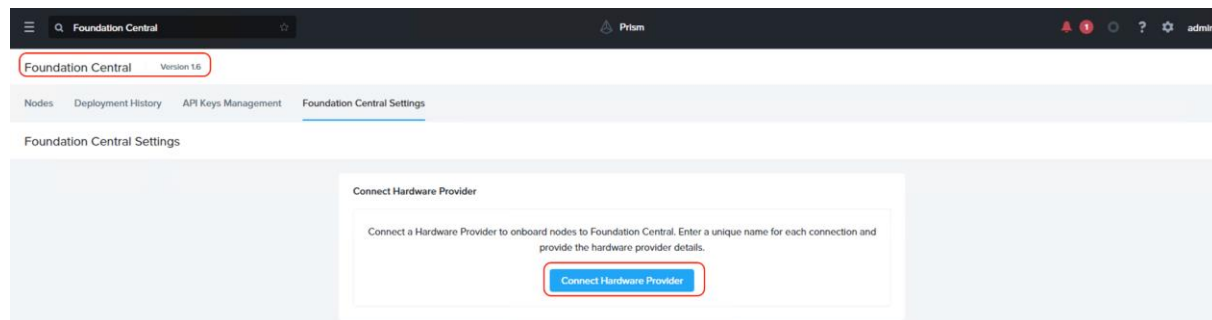 Foundation Central
Prism
1
?
admin
Foundation Central Version 1.6
Nodes Deployment History API Keys Management Foundation Central Settings
Foundation Central Settings
Connect Hardware Provider
Connect a Hardware Provider to onboard nodes to Foundation Central. Enter a unique name for each connection and
provide the hardware provider details.
Connect Hardware Provider